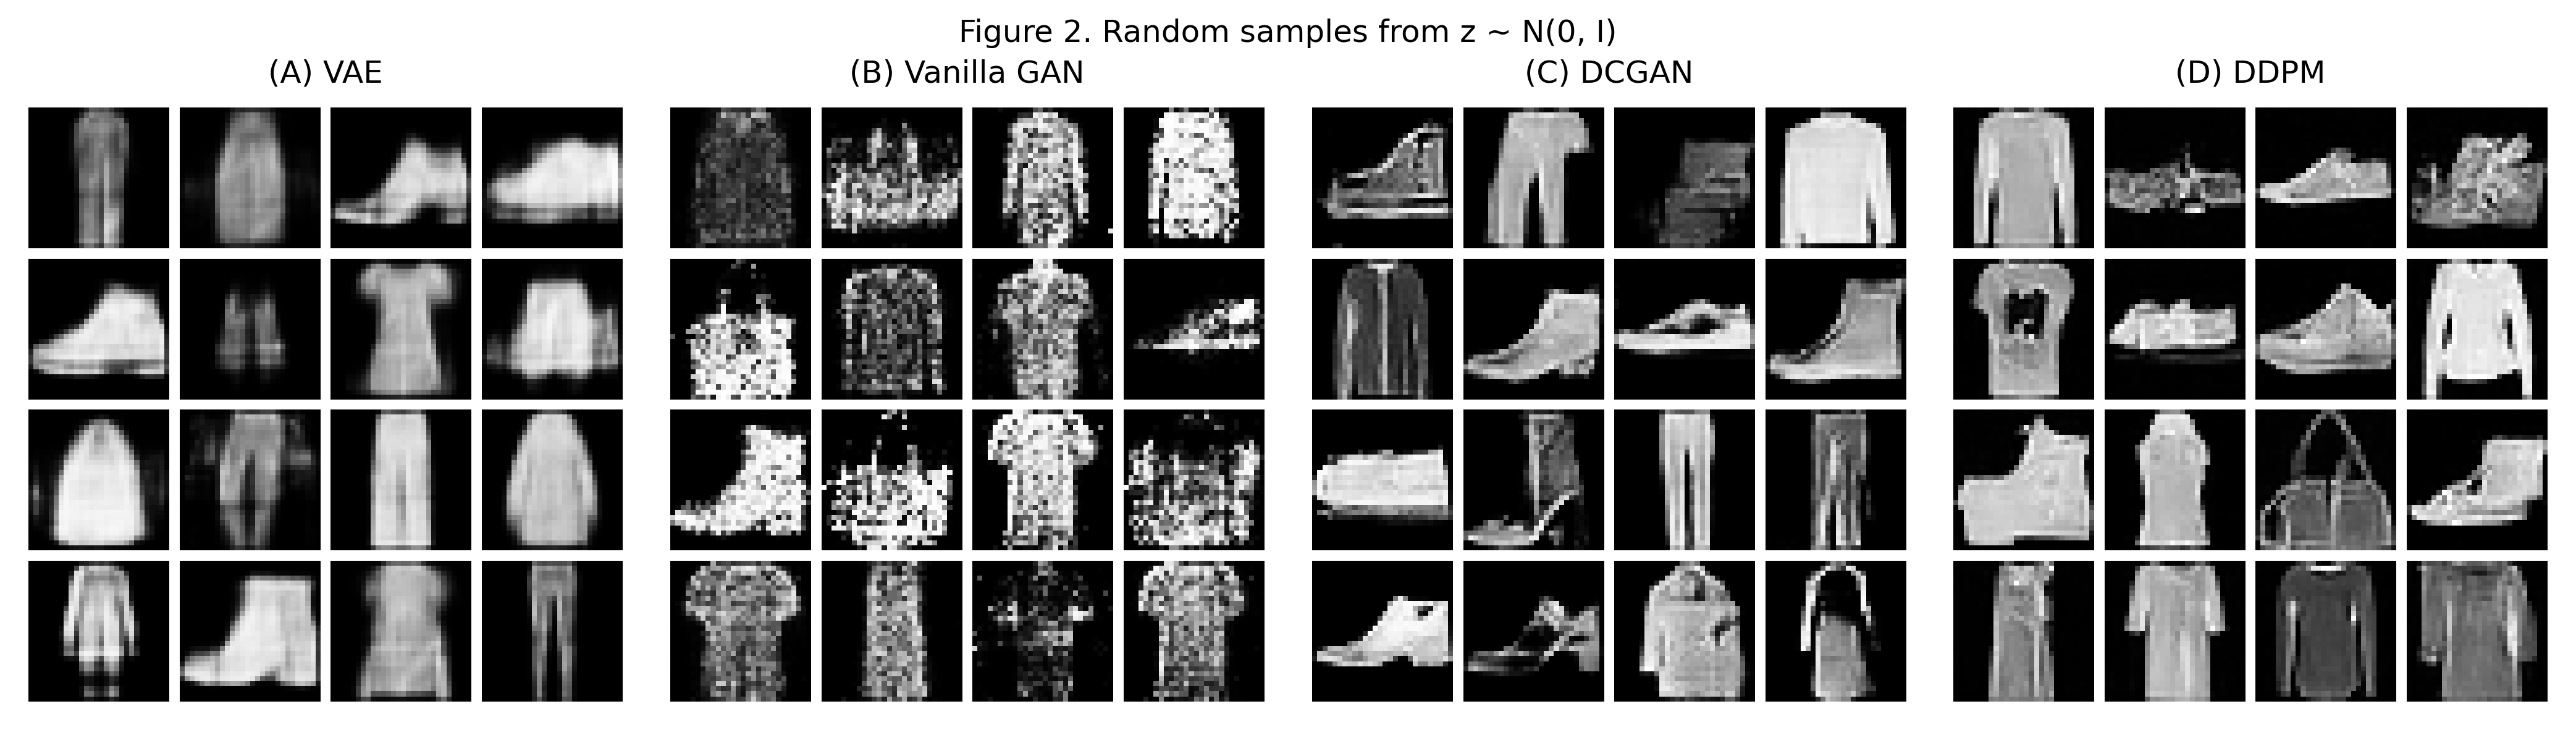 Figure 2. Random samples from z ~ N(0, I)
(A) VAE
(B) Vanilla GAN
(C) DCGAN
(D) DDPM